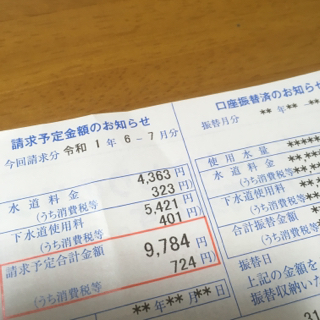 請求予定金額のお知らせ
今回請求分 令和 1 年 6 ~ 7 月分
水道料金 4,363 円
(うち消費税等 323 円)
下水道使用料 5,421 円
(うち消費税等 401 円)
請求予定合計金額 9,784 円
(うち消費税等 724 円)
** 年 ** 月 ** 日
口座振替済のお知ら
振替月分 ** 年 ** ~
使用水量 *****
水道料金 *****
(うち消費税等 ****
下水道使用料 *****
(うち消費税等 ****
合計振替金額 ****
(うち消費税等 ***
振替日 **
上記の金額を
振替収納いた
31